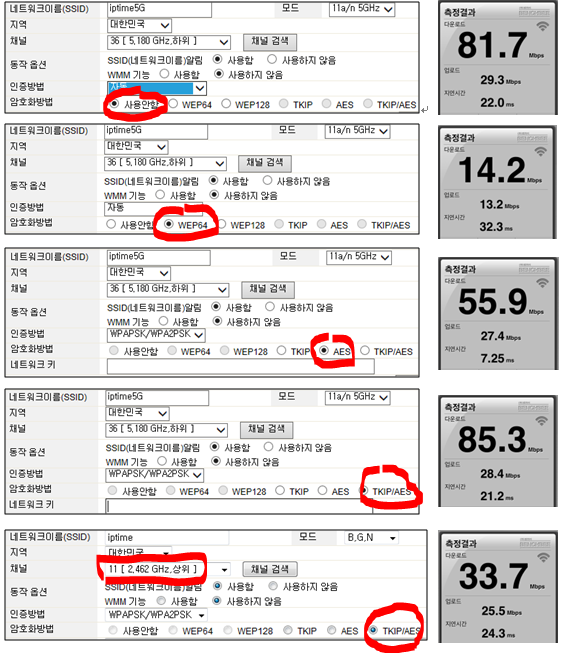 네트워크이름(SSID) iptime5G 모드 11a/n 5GHz
지역 대한민국
채널 36 [ 5,180 GHz,하위 ] 채널 검색
동작 옵션 SSID(네트워크이름)알림 사용함 사용하지 않음
WMM 기능 사용함 사용하지 않음
인증방법 자동
암호화방법 사용안함 WEP64 WEP128 TKIP AES TKIP/AES
측정결과
다운로드
81.7 Mbps
업로드
29.3 Mbps
지연시간
22.0 ms
네트워크이름(SSID) iptime5G 모드 11a/n 5GHz
지역 대한민국
채널 36 [ 5,180 GHz,하위 ] 채널 검색
동작 옵션 SSID(네트워크이름)알림 사용함 사용하지 않음
WMM 기능 사용함 사용하지 않음
인증방법 자동
암호화방법 사용안함 WEP64 WEP128 TKIP AES TKIP/AES
측정결과
다운로드
14.2 Mbps
업로드
13.2 Mbps
지연시간
32.3 ms
네트워크이름(SSID) iptime5G 모드 11a/n 5GHz
지역 대한민국
채널 36 [ 5,180 GHz,하위 ] 채널 검색
동작 옵션 SSID(네트워크이름)알림 사용함 사용하지 않음
WMM 기능 사용함 사용하지 않음
인증방법 WPAPSK/WPA2PSK
암호화방법 사용안함 WEP64 WEP128 TKIP AES TKIP/AES
네트워크 키
측정결과
다운로드
55.9 Mbps
업로드
27.4 Mbps
지연시간
7.25 ms
네트워크이름(SSID) iptime5G 모드 11a/n 5GHz
지역 대한민국
채널 36 [ 5,180 GHz,하위 ] 채널 검색
동작 옵션 SSID(네트워크이름)알림 사용함 사용하지 않음
WMM 기능 사용함 사용하지 않음
인증방법 WPAPSK/WPA2PSK
암호화방법 사용안함 WEP64 WEP128 TKIP AES TKIP/AES
네트워크 키
측정결과
다운로드
85.3 Mbps
업로드
28.4 Mbps
지연시간
21.2 ms
네트워크이름(SSID) iptime 모드 B,G,N
지역 대한민국
채널 11 [ 2,462 GHz,상위 ] 채널 검색
동작 옵션 SSID(네트워크이름)알림 사용함 사용하지 않음
WMM 기능 사용함 사용하지 않음
인증방법 WPAPSK/WPA2PSK
암호화방법 사용안함 WEP64 WEP128 TKIP AES TKIP/AES
측정결과
다운로드
33.7 Mbps
업로드
25.5 Mbps
지연시간
24.3 ms